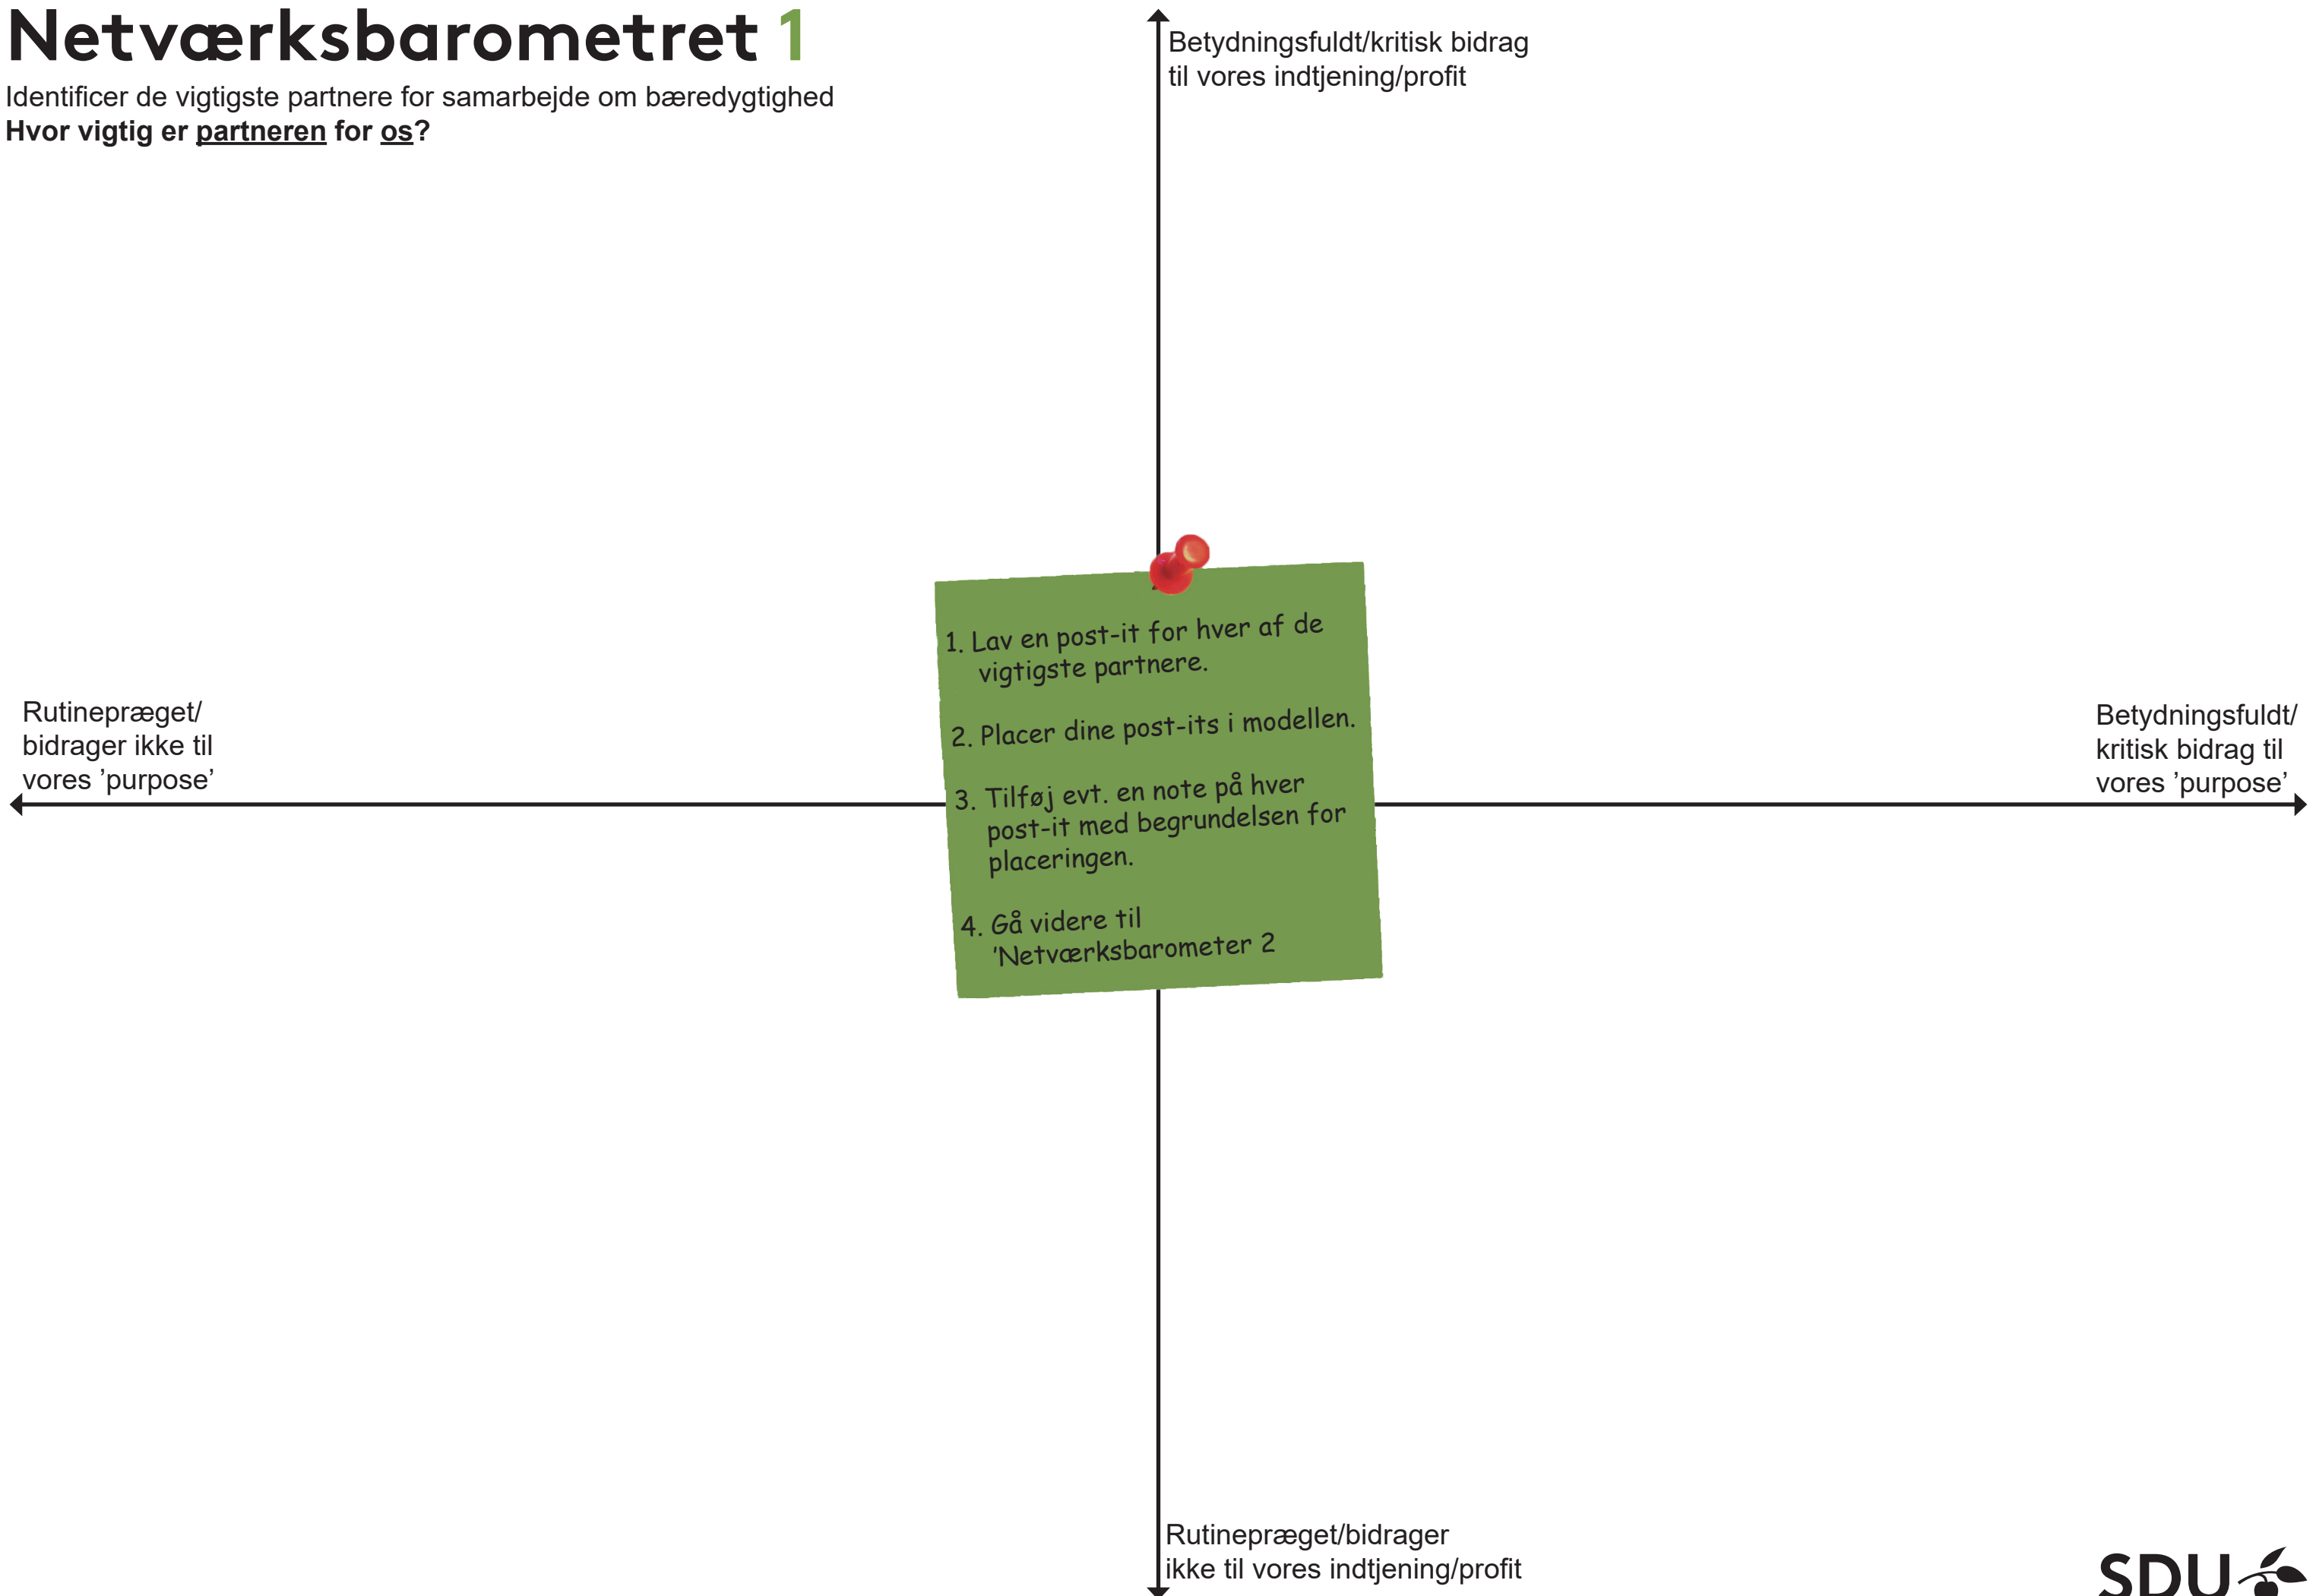 Netværksbarometret 1
Identificer de vigtigste partnere for samarbejde om bæredygtighed
Hvor vigtig er partneren for os?
Betydningsfuldt/kritisk bidrag
til vores indtjening/profit
1. Lav en post-it for hver af de
vigtigste partnere.
2. Placer dine post-its i modellen.
3. Tilføj evt. en note på hver
post-it med begrundelsen for
placeringen.
4. Gå videre til
'Netværksbarometer 2
Rutinepræget/
bidrager ikke til
vores ’purpose’
Betydningsfuldt/
kritisk bidrag til
vores ’purpose’
Rutinepræget/bidrager
ikke til vores indtjening/profit
SDU